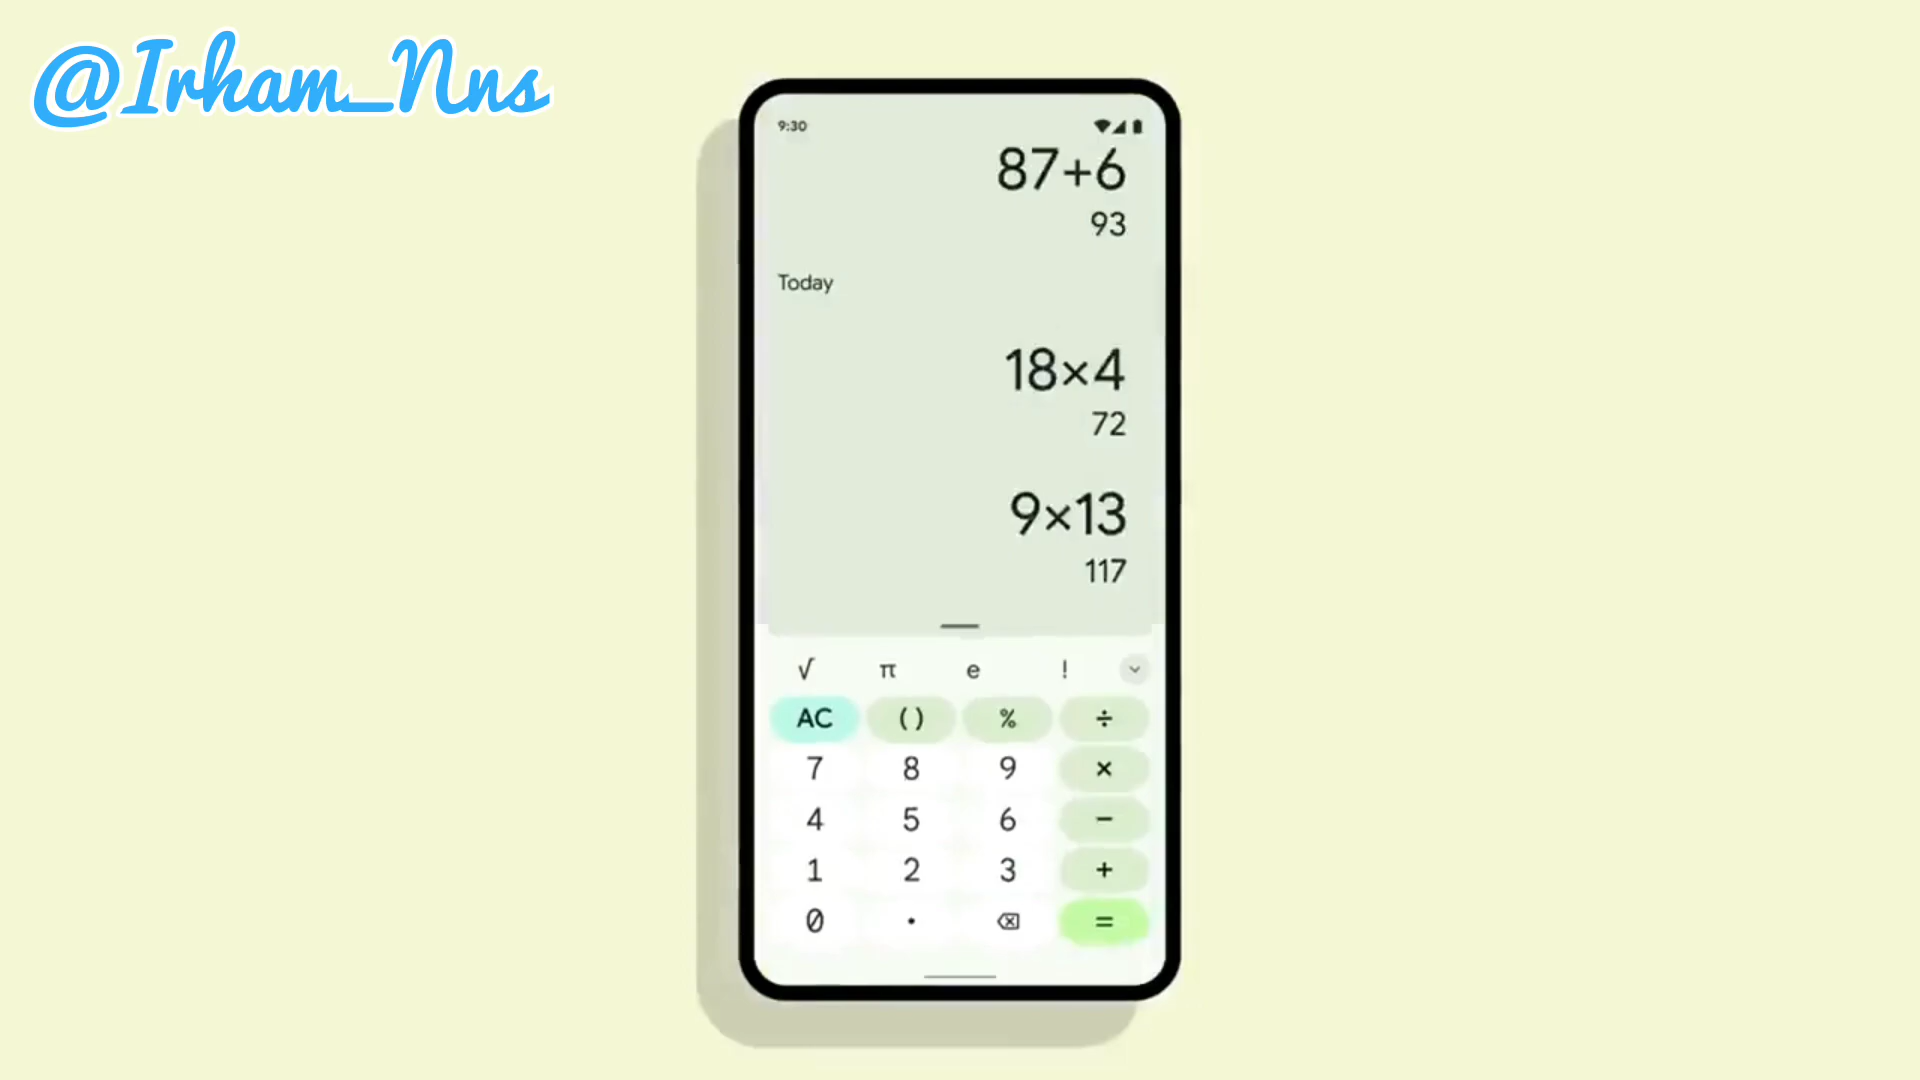 @Irham_Nns
9:30
87+6
93
Today
18×4
72
9×13
117
√ π e !
AC ( ) % ÷
7 8 9 ×
4 5 6 −
1 2 3 +
0 . =